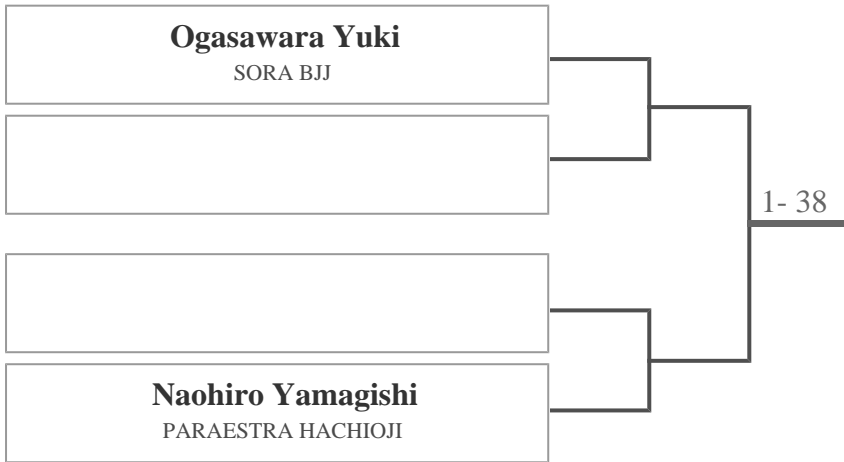 Ogasawara Yuki
SORA BJJ
1- 38
Naohiro Yamagishi
PARAESTRA HACHIOJI